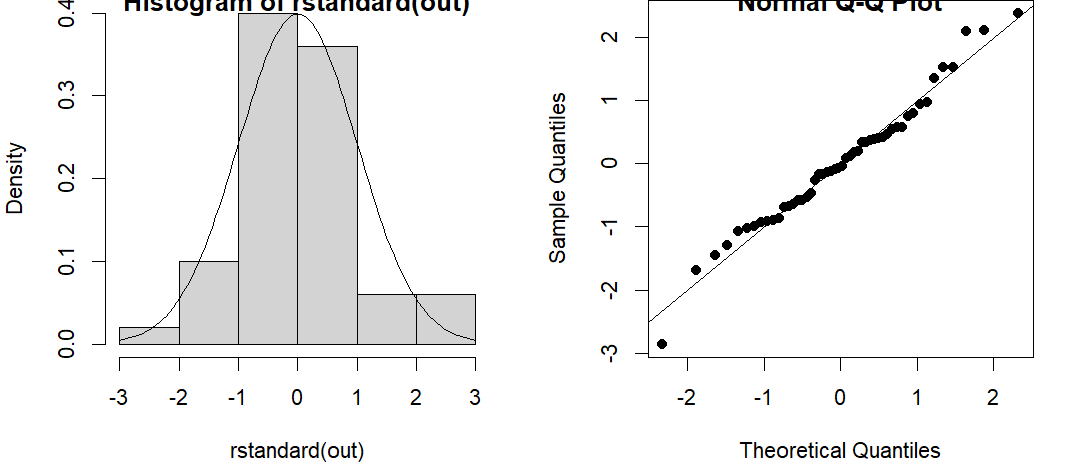 Histogram of rstandard(out)
Density
0.0
0.1
0.2
0.3
0.4
-3 -2 -1 0 1 2 3
rstandard(out)
Normal Q-Q Plot
Sample Quantiles
-3
-2
-1
0
1
2
-2 -1 0 1 2
Theoretical Quantiles